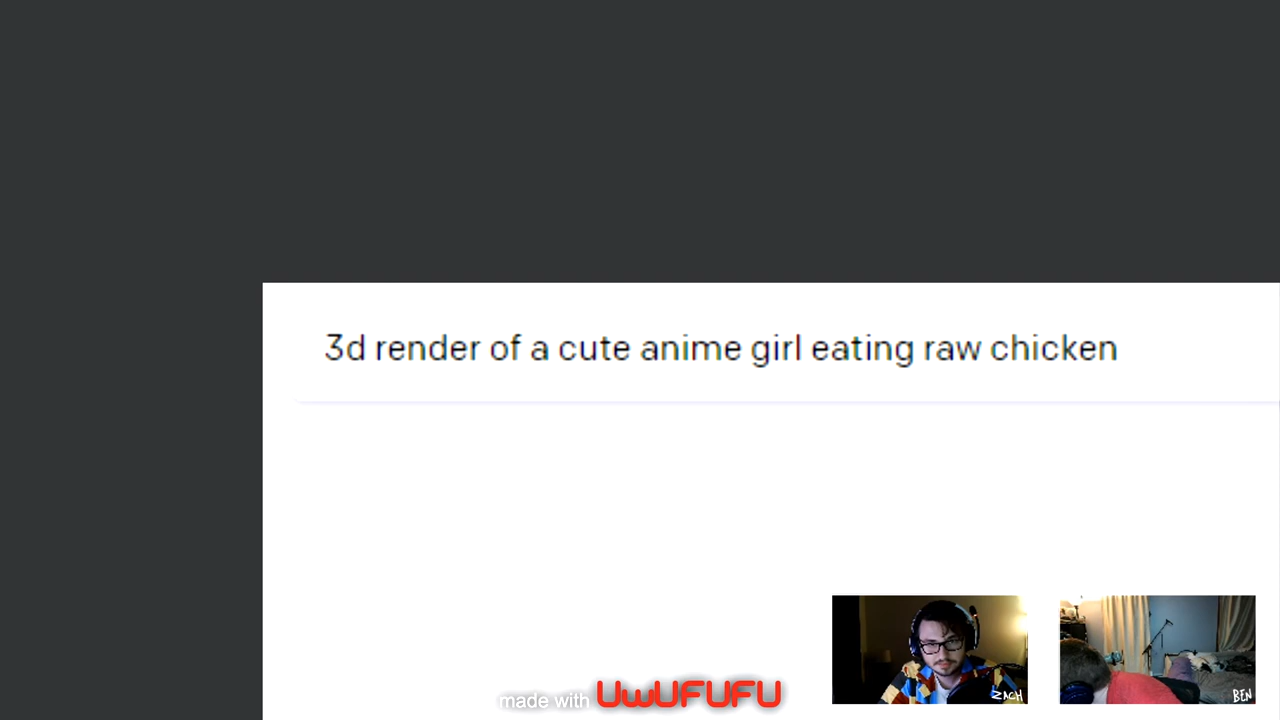 3d render of a cute anime girl eating raw chicken
made with UwUFUFU
ZACH
BEN